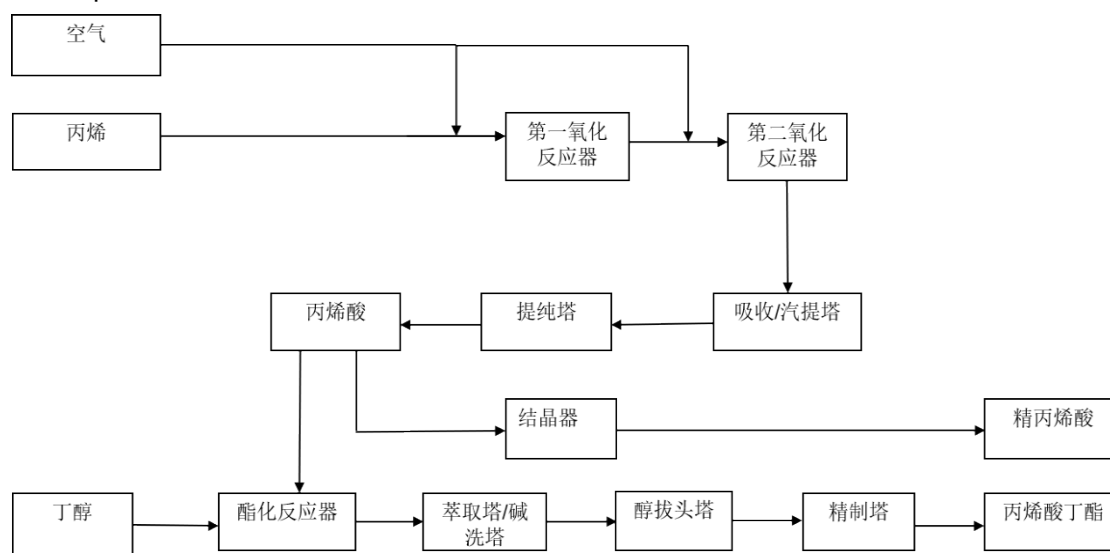 空气
丙烯
第一氧化
反应器
第二氧化
反应器
丙烯酸
提纯塔
吸收/汽提塔
结晶器
精丙烯酸
丁醇
酯化反应器
萃取塔/碱
洗塔
醇拔头塔
精制塔
丙烯酸丁酯